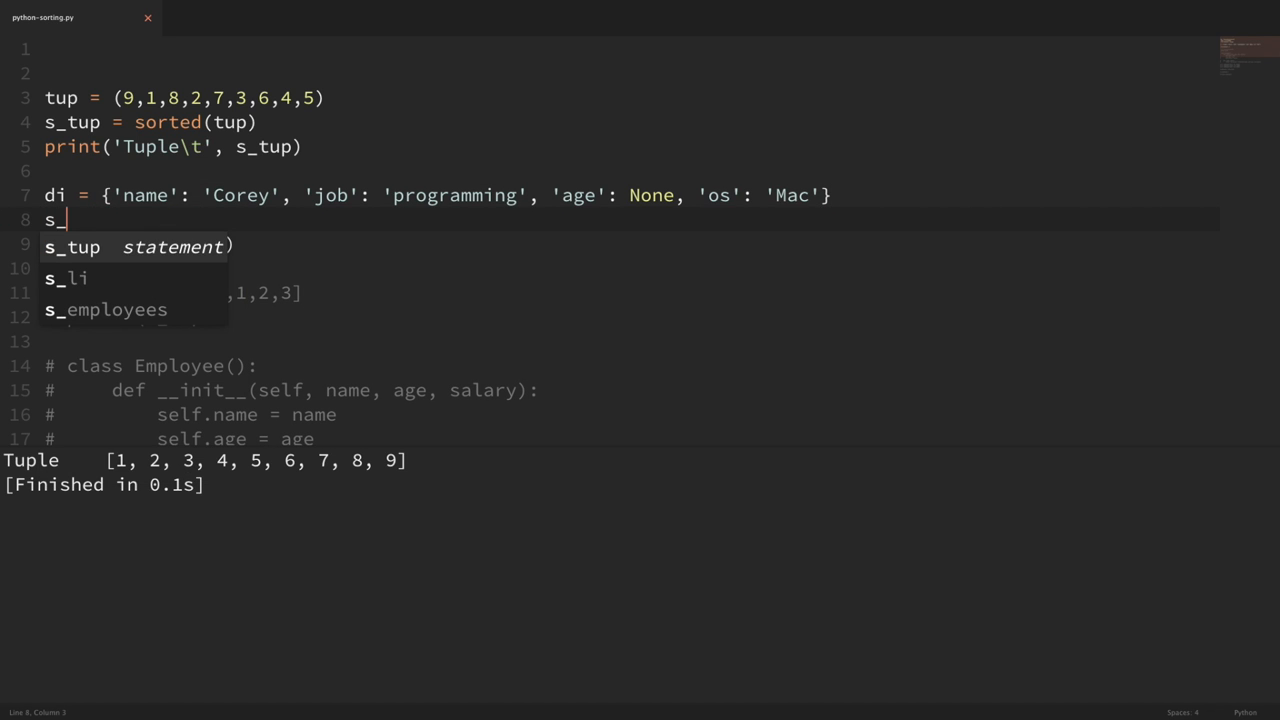 python-sorting.py ×
1
2
3 tup = (9,1,8,2,7,3,6,4,5)
4 s_tup = sorted(tup)
5 print('Tuple\t', s_tup)
6
7 di = {'name': 'Corey', 'job': 'programming', 'age': None, 'os': 'Mac'}
8 s_
s_tup statement
9 )
10 s_li
11 ,1,2,3]
s_employees
12
13
14 # class Employee():
15 #     def __init__(self, name, age, salary):
16 #         self.name = name
17 #         self.age = age
Tuple    [1, 2, 3, 4, 5, 6, 7, 8, 9]
[Finished in 0.1s]
Line 8, Column 3 Spaces: 4 Python